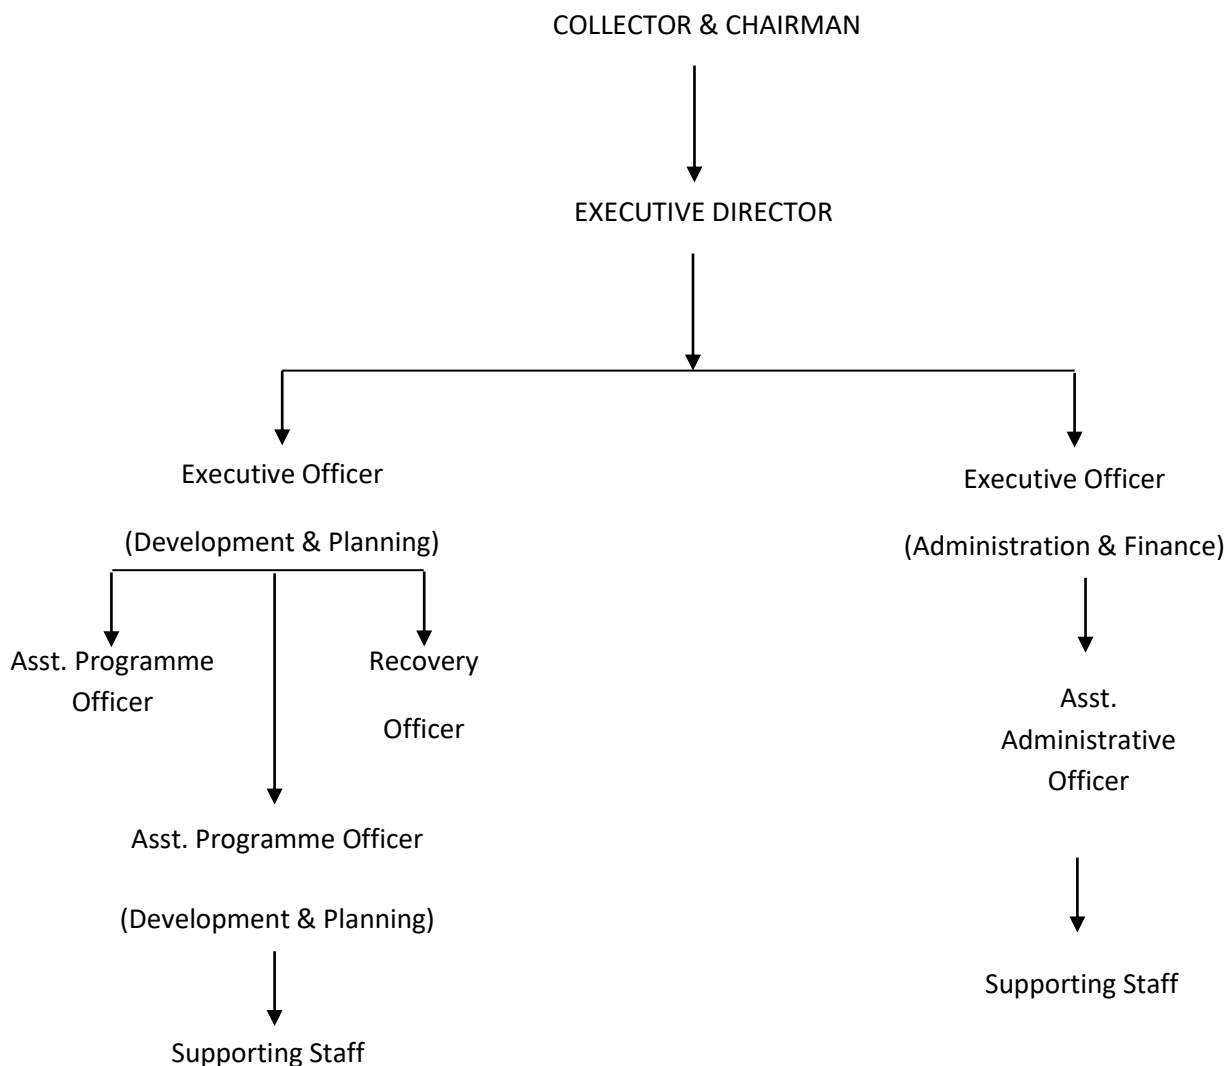 COLLECTOR & CHAIRMAN
EXECUTIVE DIRECTOR
Executive Officer
(Development & Planning)
Executive Officer
(Administration & Finance)
Asst. Programme
Officer
Recovery
Officer
Asst.
Administrative
Officer
Asst. Programme Officer
(Development & Planning)
Supporting Staff
Supporting Staff